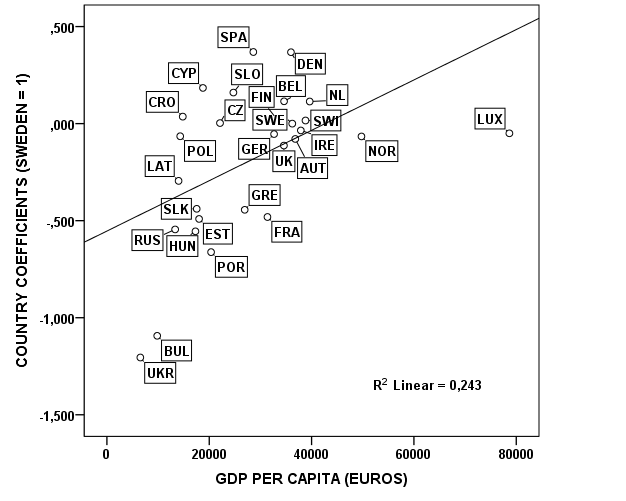 ,500
,000
-,500
-1,000
-1,500
COUNTRY COEFFICIENTS (SWEDEN = 1)
SPA
DEN
CYP
SLO
BEL
FIN
NL
CRO
CZ
SWE
SWI
LUX
POL
GER
UK
IRE
AUT
NOR
LAT
GRE
SLK
EST
FRA
RUS
HUN
POR
BUL
UKR
R2 Linear = 0,243
0
20000
40000
60000
80000
GDP PER CAPITA (EUROS)